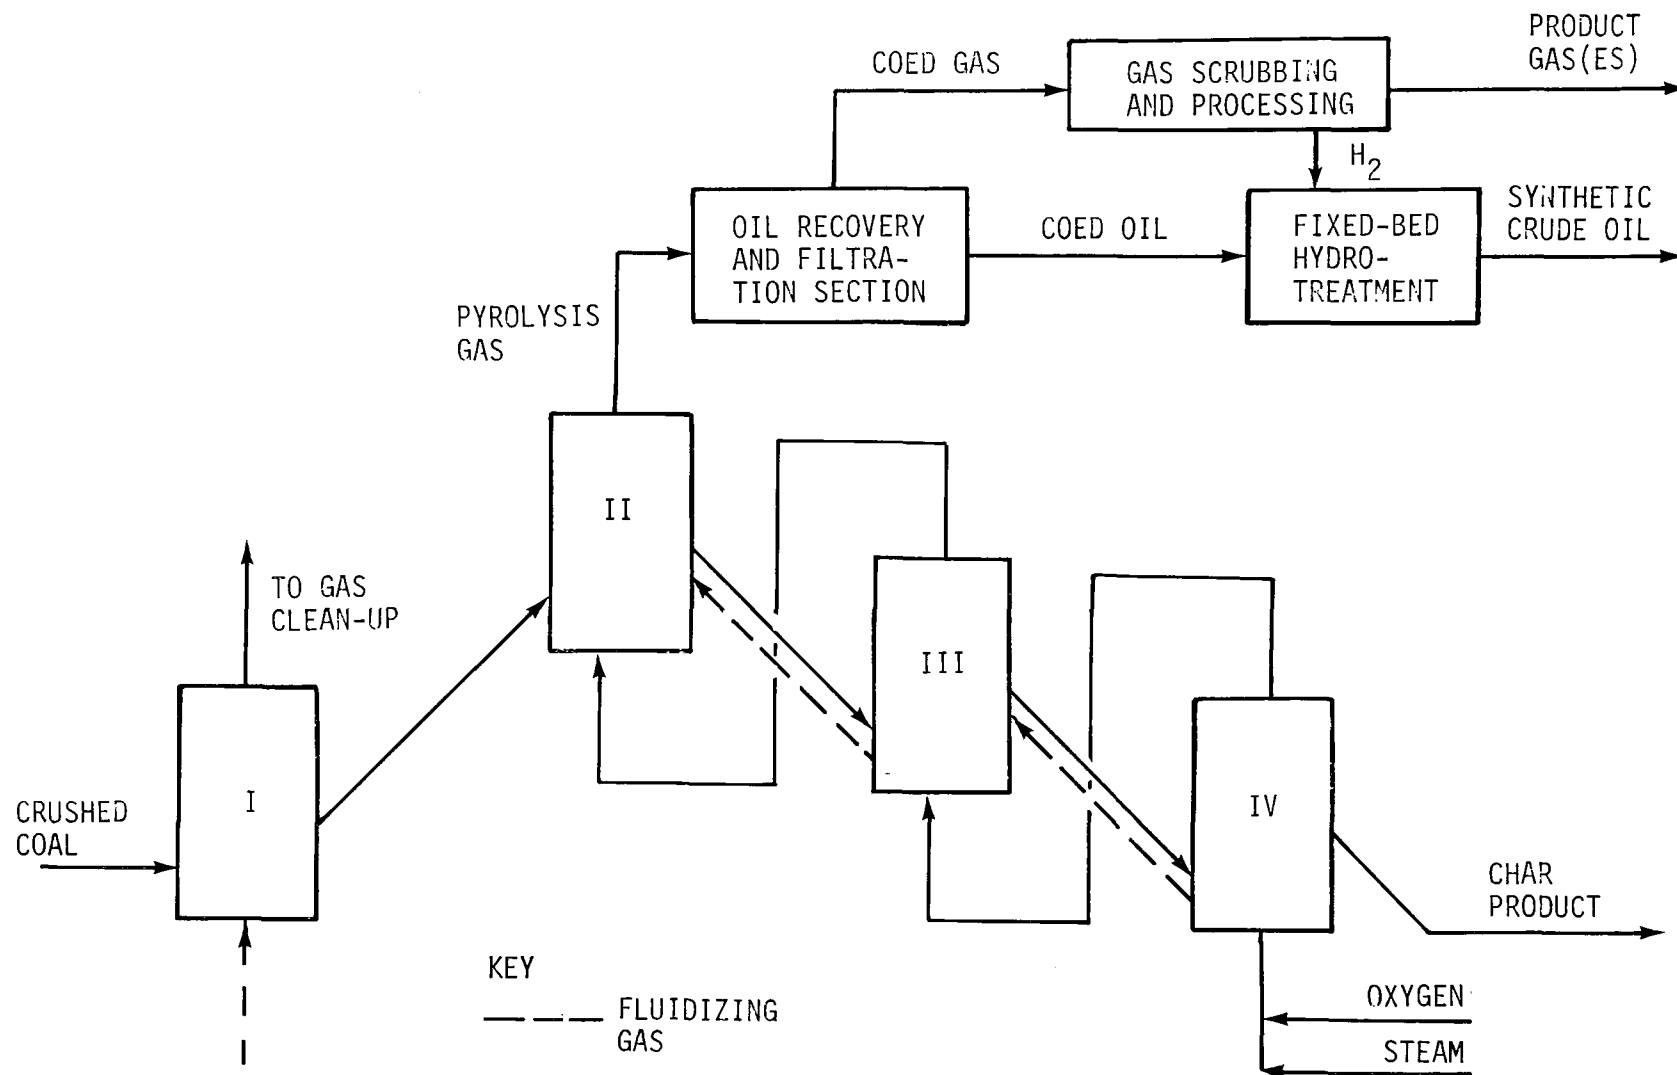 PRODUCT
GAS(ES)
COED GAS
GAS SCRUBBING
AND PROCESSING
H2
SYNTHETIC
CRUDE OIL
OIL RECOVERY
AND FILTRA-
TION SECTION
COED OIL
FIXED-BED
HYDRO-
TREATMENT
PYROLYSIS
GAS
II
TO GAS
CLEAN-UP
III
I
IV
CRUSHED
COAL
CHAR
PRODUCT
KEY
FLUIDIZING
GAS
OXYGEN
STEAM